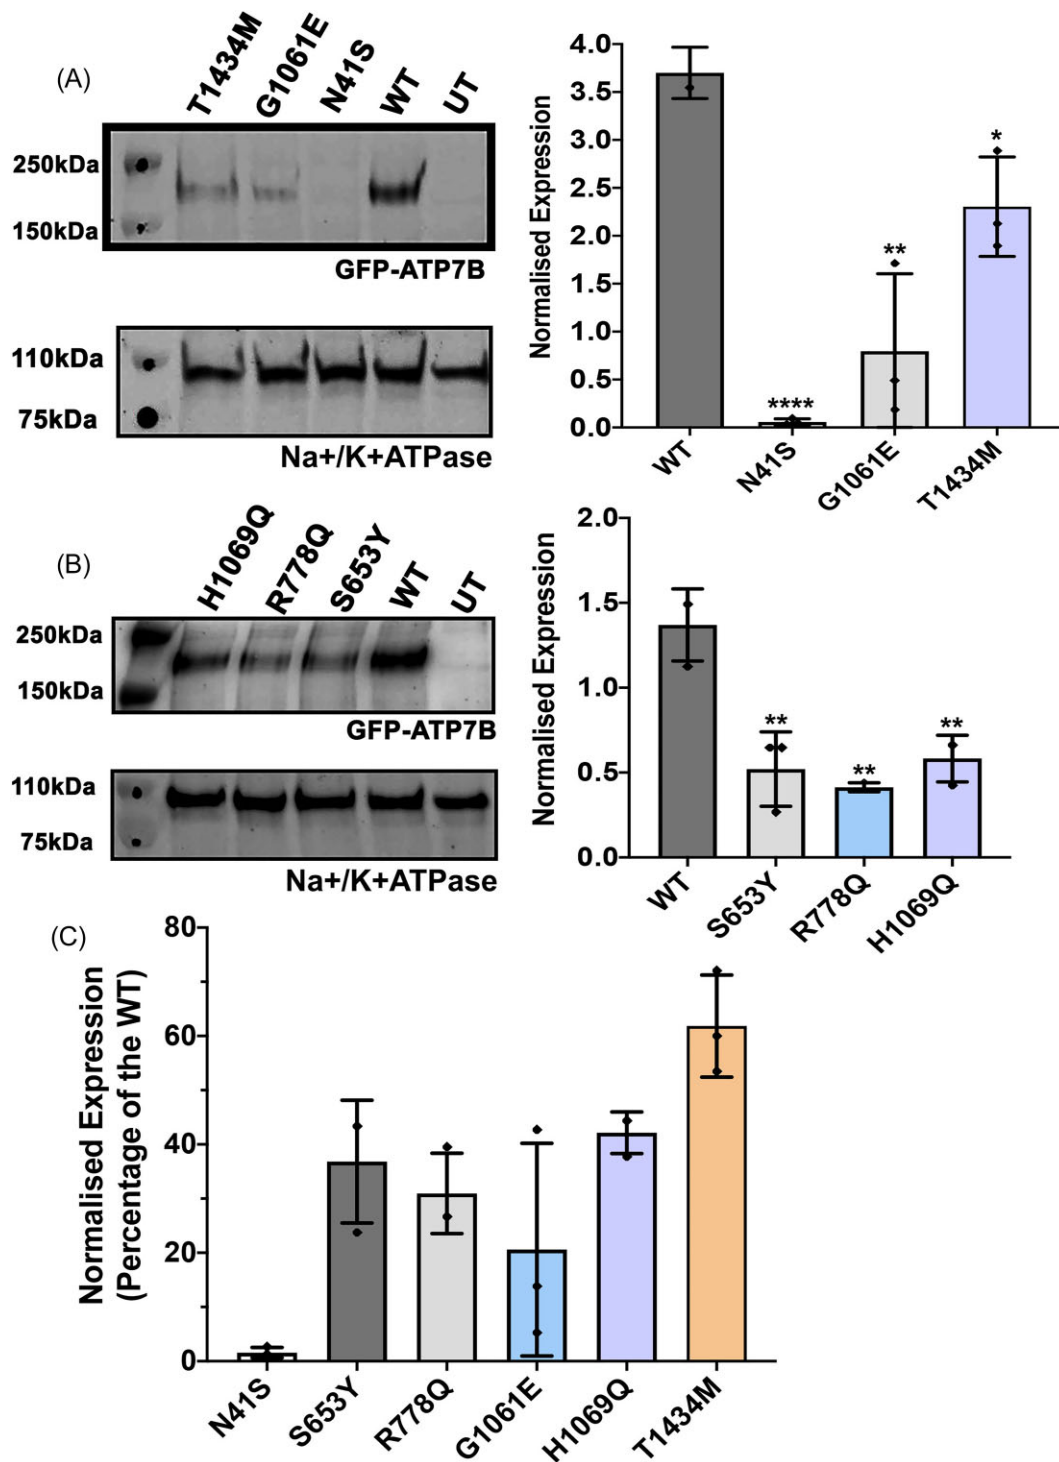 (A)
T1434M G1061E N41S WT UT
250kDa
150kDa
GFP-ATP7B
110kDa
75kDa
Na+/K+ATPase
Normalised Expression
4.0
3.5
3.0
2.5
2.0
1.5
1.0
0.5
0.0
****
**
*
WT N41S G1061E T1434M
(B)
H1069Q R778Q S653Y WT UT
250kDa
150kDa
GFP-ATP7B
110kDa
75kDa
Na+/K+ATPase
Normalised Expression
2.0
1.5
1.0
0.5
0.0
**
**
**
WT S653Y R778Q H1069Q
(C)
Normalised Expression
(Percentage of the WT)
80
60
40
20
0
N41S S653Y R778Q G1061E H1069Q T1434M